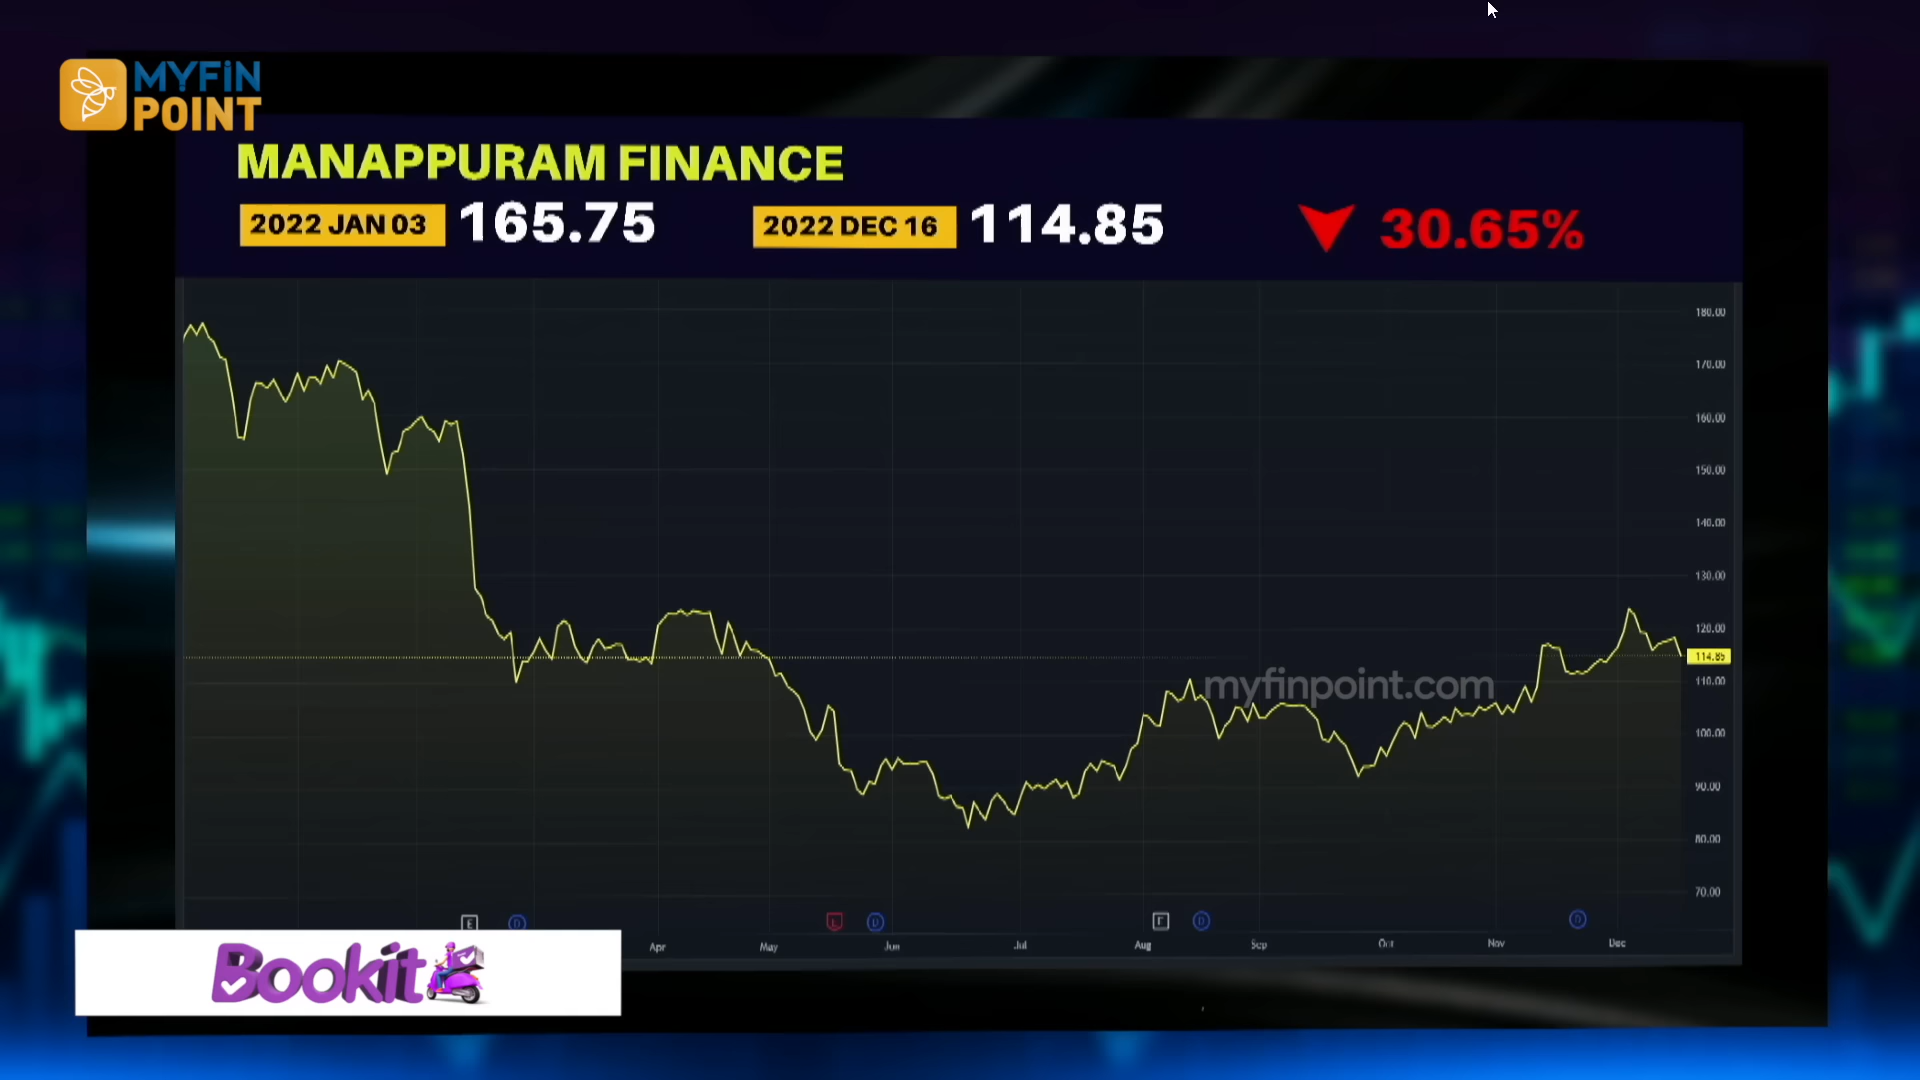 MYFiN
POINT
MANAPPURAM FINANCE
2022 JAN 03 165.75 2022 DEC 16 114.85 30.65%
180.00
170.00
160.00
150.00
140.00
130.00
120.00
114.85
110.00
myfinpoint.com
100.00
90.00
80.00
70.00
E D D D D
Apr May Jun Jul Aug Sep Oct Nov Dec
Bookit